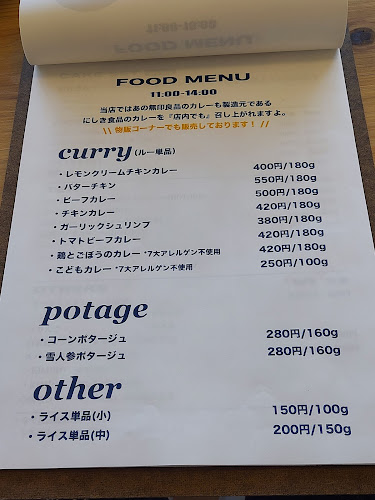 FOOD MENU
11:00-14:00
当店ではあの無印良品のカレーも製造元である
にしき食品のカレーを『店内でも』召し上がれますよ。
\\ 物販コーナーでも販売しております！ //
curry(ルー単品)
・レモンクリームチキンカレー 400円/180g
・バターチキン 550円/180g
・ビーフカレー 500円/180g
・チキンカレー 420円/180g
・ガーリックシュリンプ 380円/180g
・トマトビーフカレー 420円/180g
・鶏とごぼうのカレー *7大アレルゲン不使用 420円/180g
・こどもカレー *7大アレルゲン不使用 250円/100g
potage
・コーンポタージュ 280円/160g
・雪人参ポタージュ 280円/160g
other
・ライス単品(小) 150円/100g
・ライス単品(中) 200円/150g